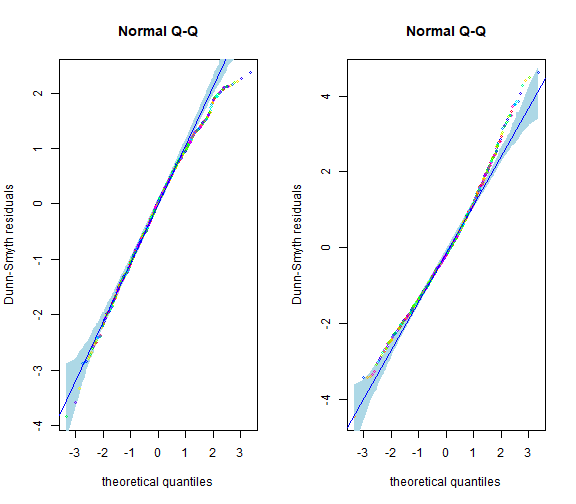 Normal Q-Q
Dunn-Smyth residuals
2
1
0
-1
-2
-3
-4
-3 -2 -1 0 1 2 3
theoretical quantiles
Normal Q-Q
Dunn-Smyth residuals
4
2
0
-2
-4
-3 -2 -1 0 1 2 3
theoretical quantiles